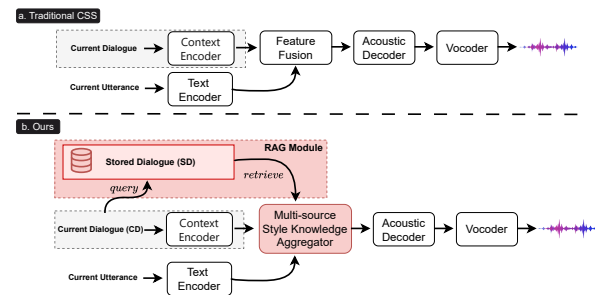 a. Traditional CSS
Current Dialogue
Context
Encoder
Feature
Fusion
Acoustic
Decoder
Vocoder
Current Utterance
Text
Encoder
b. Ours
RAG Module
Stored Dialogue (SD)
query
retrieve
Current Dialogue (CD)
Context
Encoder
Multi-source
Style Knowledge
Aggregator
Acoustic
Decoder
Vocoder
Current Utterance
Text
Encoder